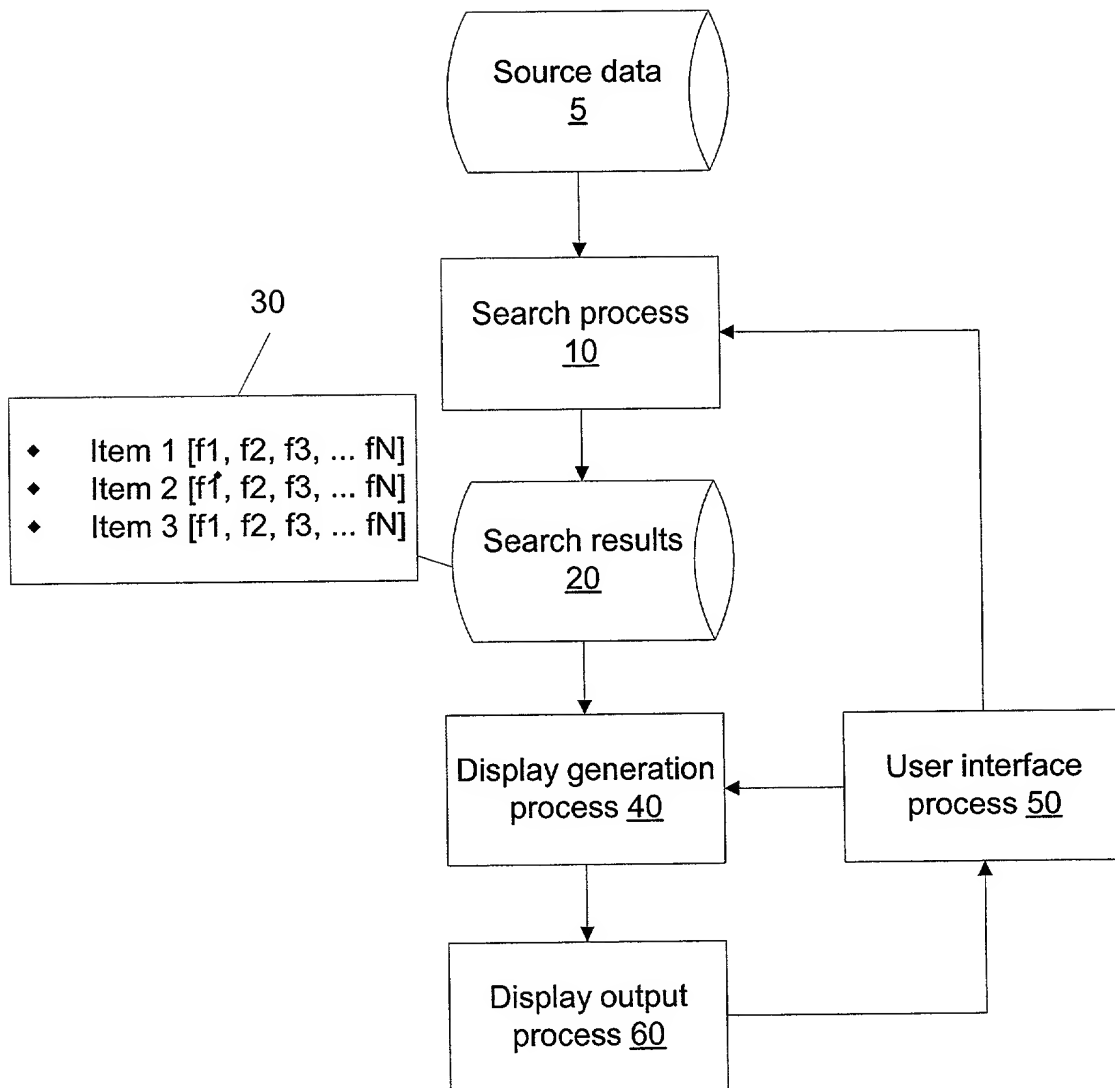 Source data
5
Search process
10
30
◆ Item 1 [f1, f2, f3, ... fN]
◆ Item 2 [f1, f2, f3, ... fN]
◆ Item 3 [f1, f2, f3, ... fN]
Search results
20
Display generation
process 40
User interface
process 50
Display output
process 60